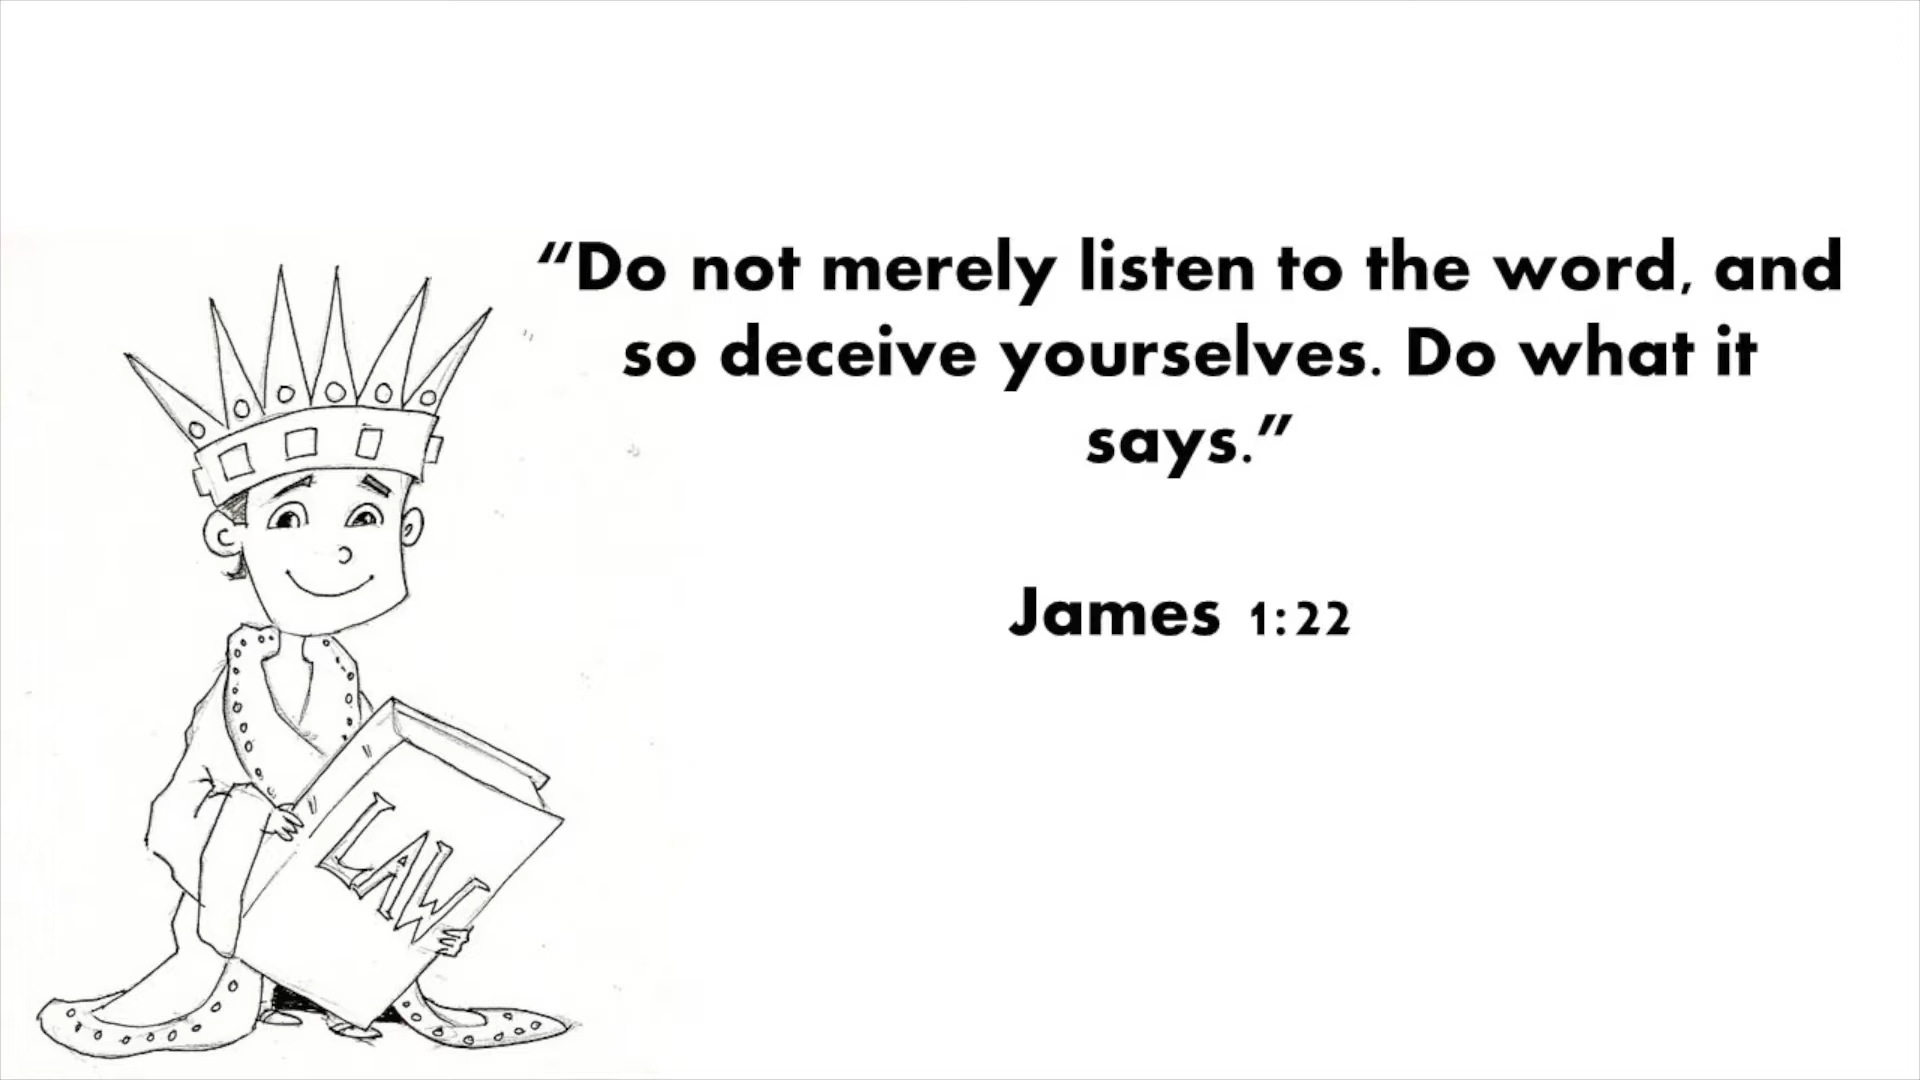 “Do not merely listen to the word, and
so deceive yourselves. Do what it
says.”
James 1:22
LAW